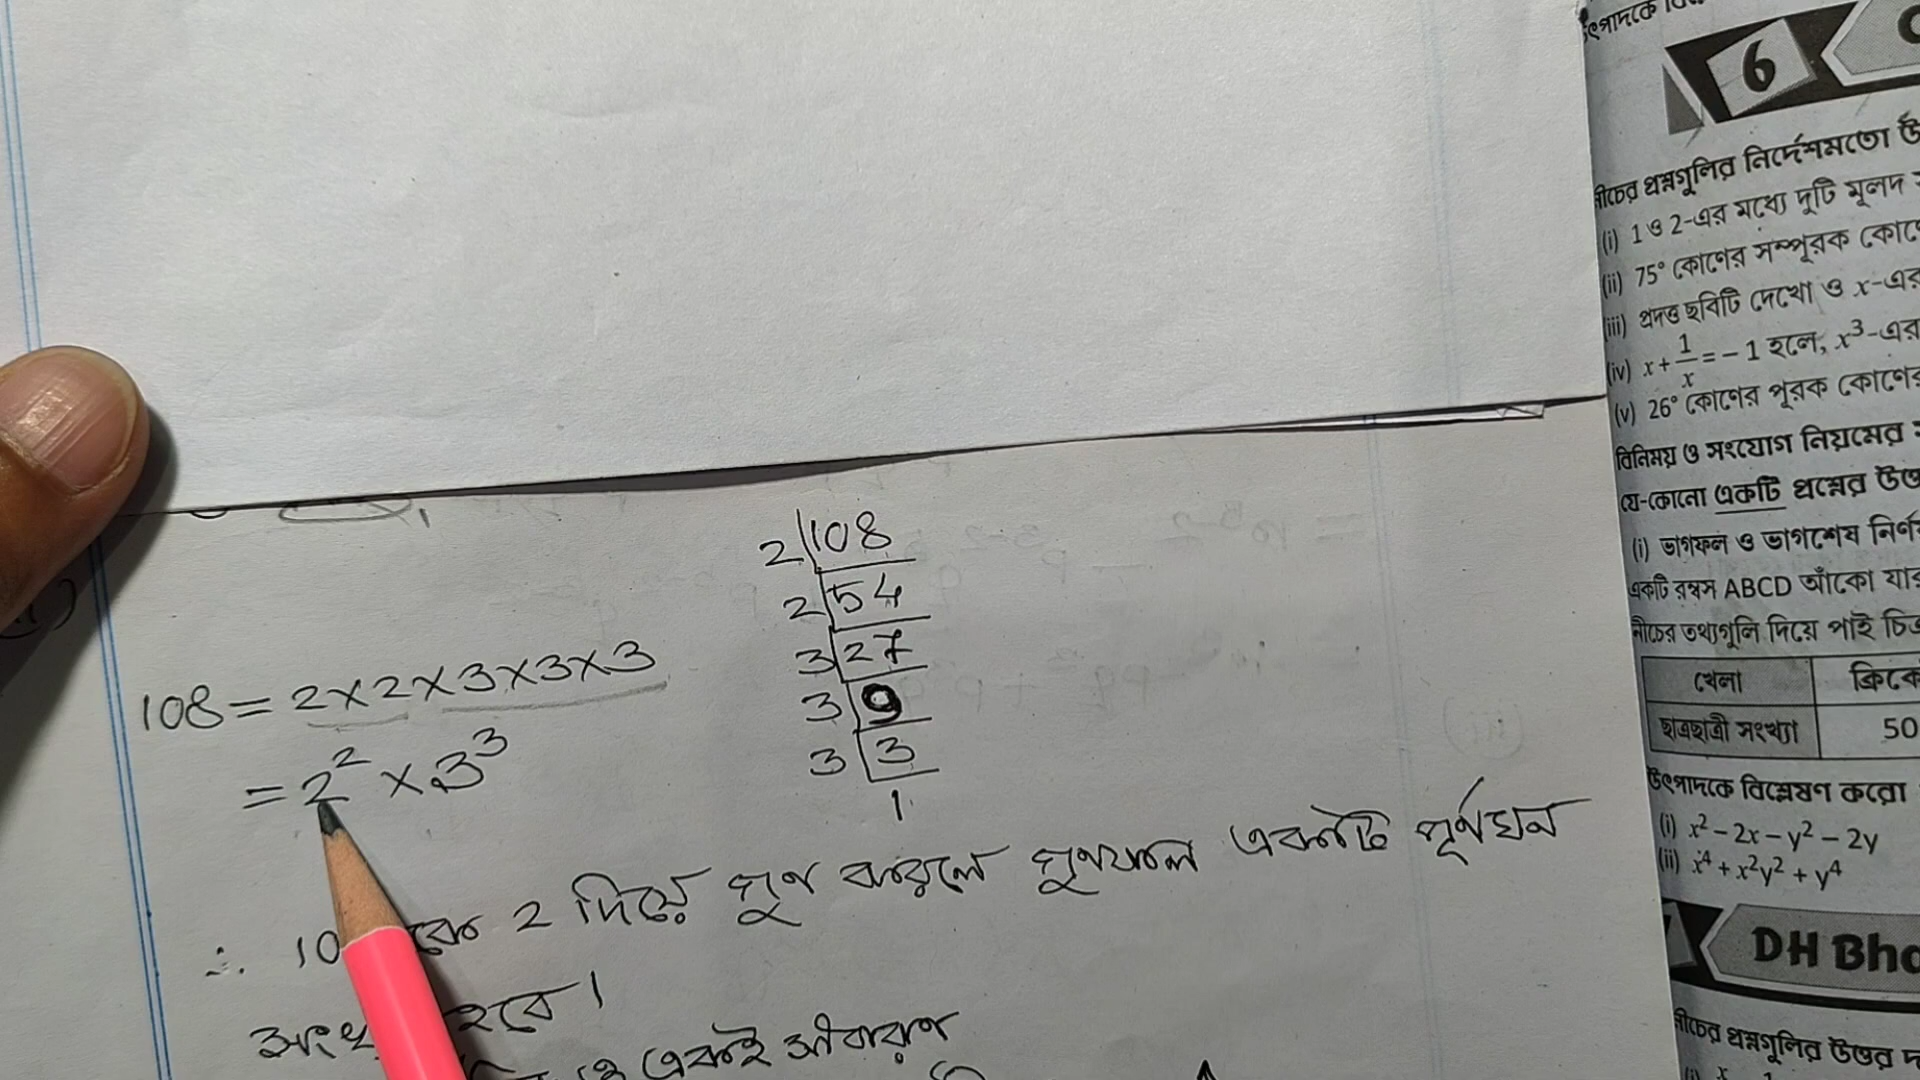 2 108
2 54
3 27
3 9
3 3
1
108 = 2×2×3×3×3
= 2² × 3³
∴ 10 কে 2 দিয়ে গুণ করলে গুণফল একটি পূর্ণঘন
হবে।
একই
6
নীচের প্রশ্নগুলির নির্দেশমতো
(i) 1 ও 2-এর মধ্যে দুটি মূলদ
(ii) 75° কোণের সম্পূরক
(iii) প্রদত্ত ছবিটি দেখো ও x-এর
(iv) x + 1/x = – 1 হলে, x³-এর
(v) 26° কোণের পূরক কোণের
বিনিময় ও সংযোগ নিয়মের
যে-কোনো একটি প্রশ্নের
(i) ভাগফল ও ভাগশেষ
একটি রম্বস ABCD আঁকো
নীচের তথ্যগুলি দিয়ে পাই
খেলা
ছাত্রছাত্রী সংখ্যা 50
উৎপাদকে বিশ্লেষণ করো
(i) x² – 2x – y² – 2y
(ii) x⁴ + x²y² + y⁴
DH
নীচের প্রশ্নগুলির উত্তর